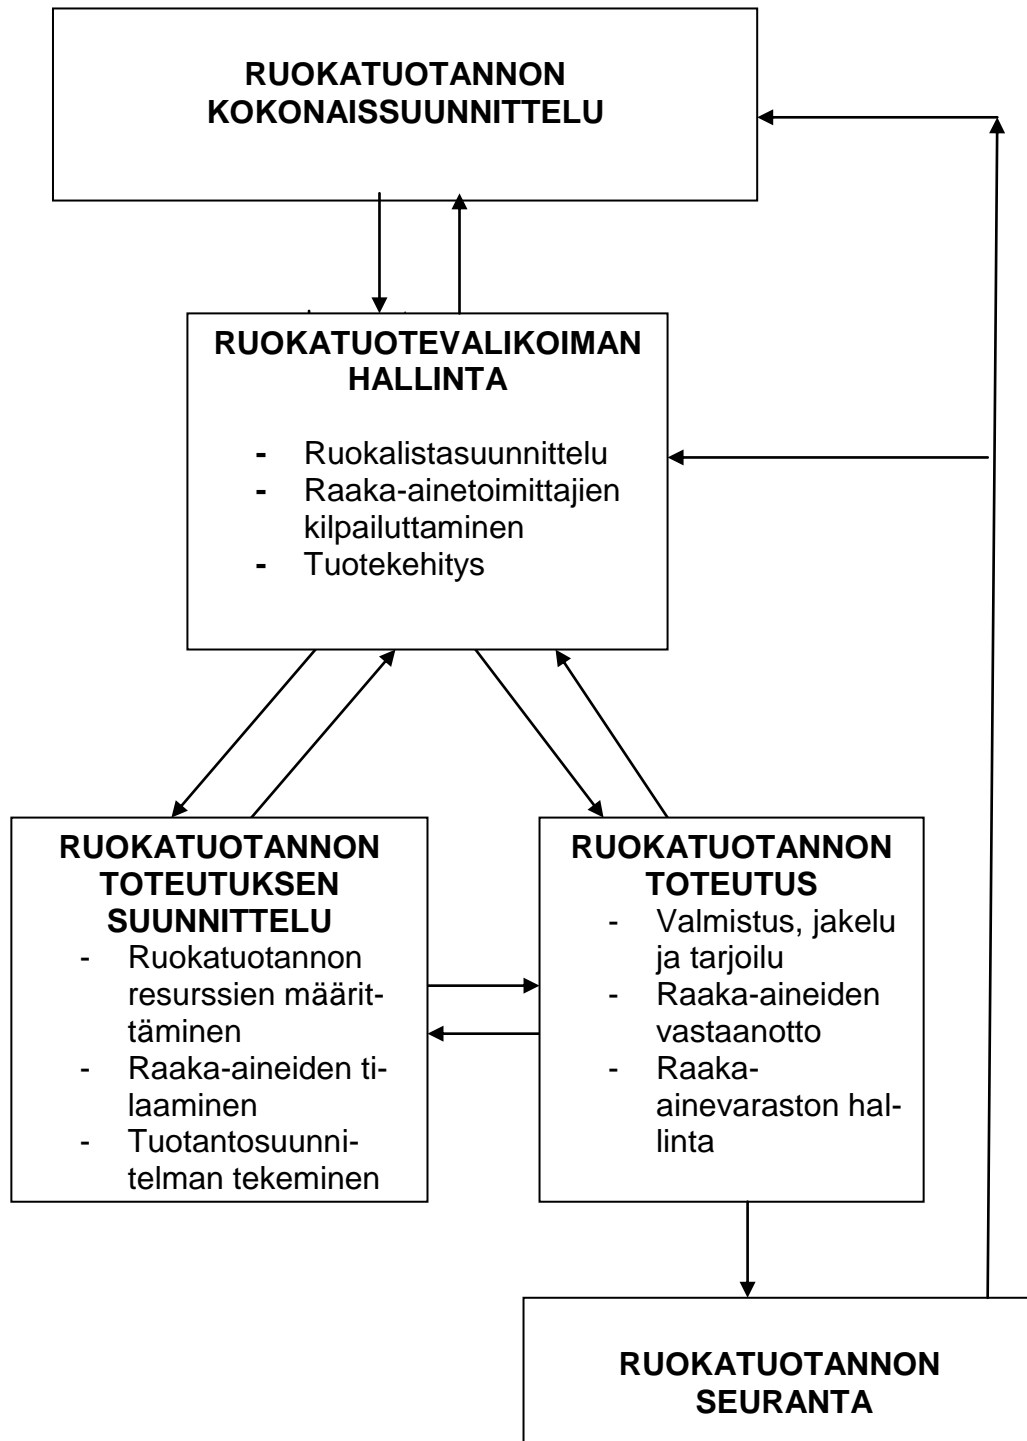 RUOKATUOTANNON
KOKONAISSUUNNITTELU
RUOKATUOTEVALIKOIMAN
HALLINTA
- Ruokalistasuunnittelu
- Raaka-ainetoimittajien
kilpailuttaminen
- Tuotekehitys
RUOKATUOTANNON
TOTEUTUKSEN
SUUNNITTELU
- Ruokatuotannon
resurssien määrit-
täminen
- Raaka-aineiden ti-
laaminen
- Tuotantosuunni-
telman tekeminen
RUOKATUOTANNON
TOTEUTUS
- Valmistus, jakelu
ja tarjoilu
- Raaka-aineiden
vastaanotto
- Raaka-
ainevaraston hal-
linta
RUOKATUOTANNON
SEURANTA